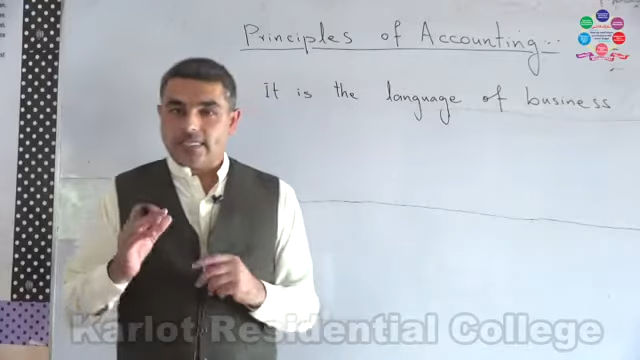 Principles of Accounting...
It is the language of business
Karlot Residential College